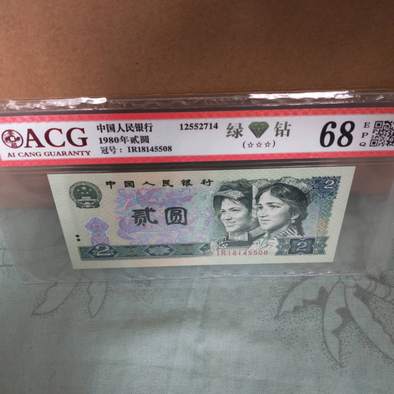 ACG
AI CANG GUARANTY
中国人民银行
1980年贰圆
冠号：IR18145508
12552714
绿钻
(☆☆☆)
68
EPQ
中国人民银行
2
贰圆
IR18145508
2
2